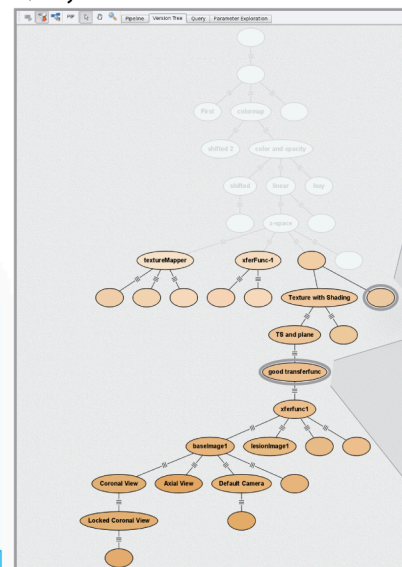 PIP Pipeline Version Tree Query Parameter Exploration
First colormap
shifted 2 color and opacity
shifted linear
z-space
textureMapper xferFunc-1
Texture with Shading
TS and plane
good transferfunc
xferfunc1
baseImage1 lesionImage1
Coronal View Axial View Default Camera
Locked Coronal View